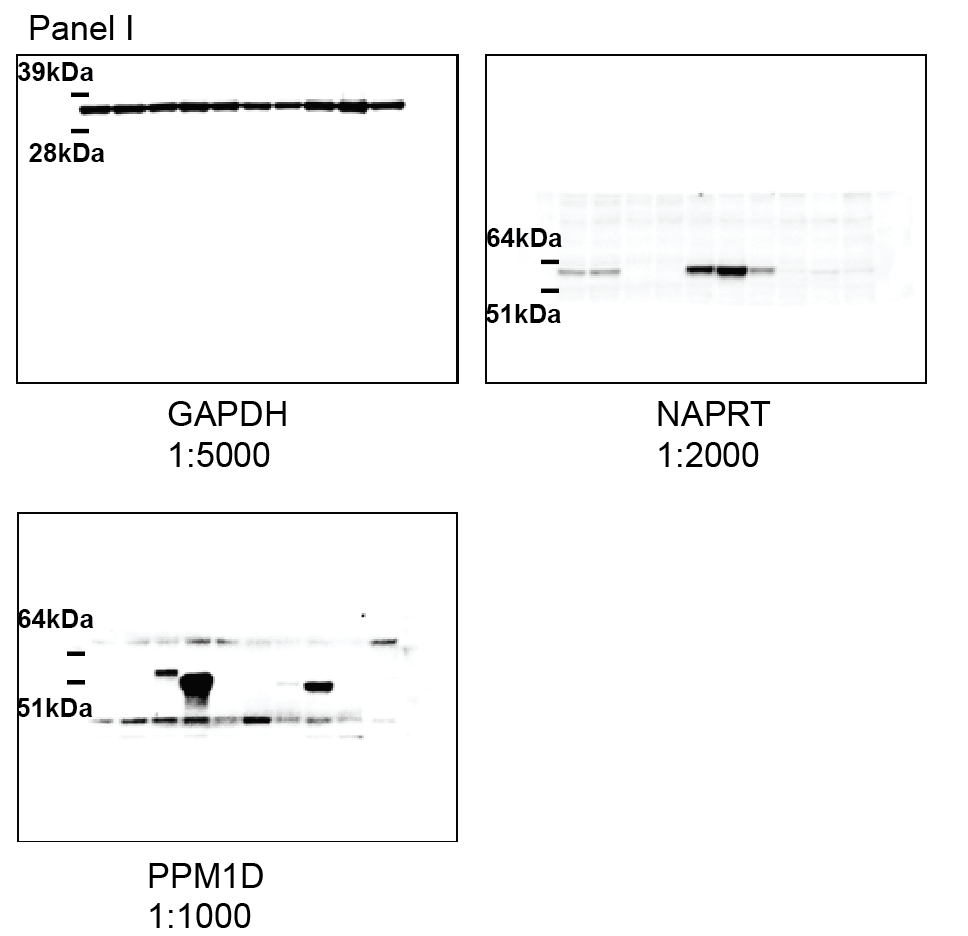 Panel I
39kDa
28kDa
GAPDH
1:5000
64kDa
51kDa
NAPRT
1:2000
64kDa
51kDa
PPM1D
1:1000